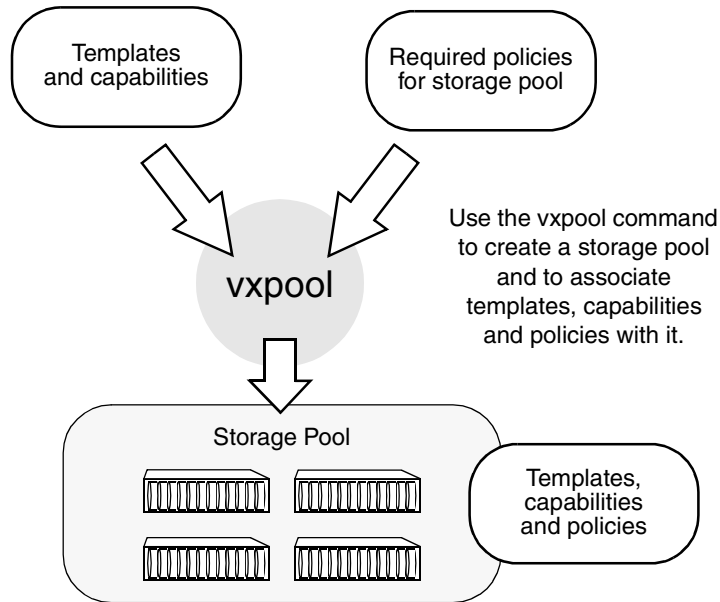 Templates
and capabilities
Required policies
for storage pool
Use the vxpool command
to create a storage pool
and to associate
templates, capabilities
and policies with it.
vxpool
Storage Pool
Templates,
capabilities
and policies